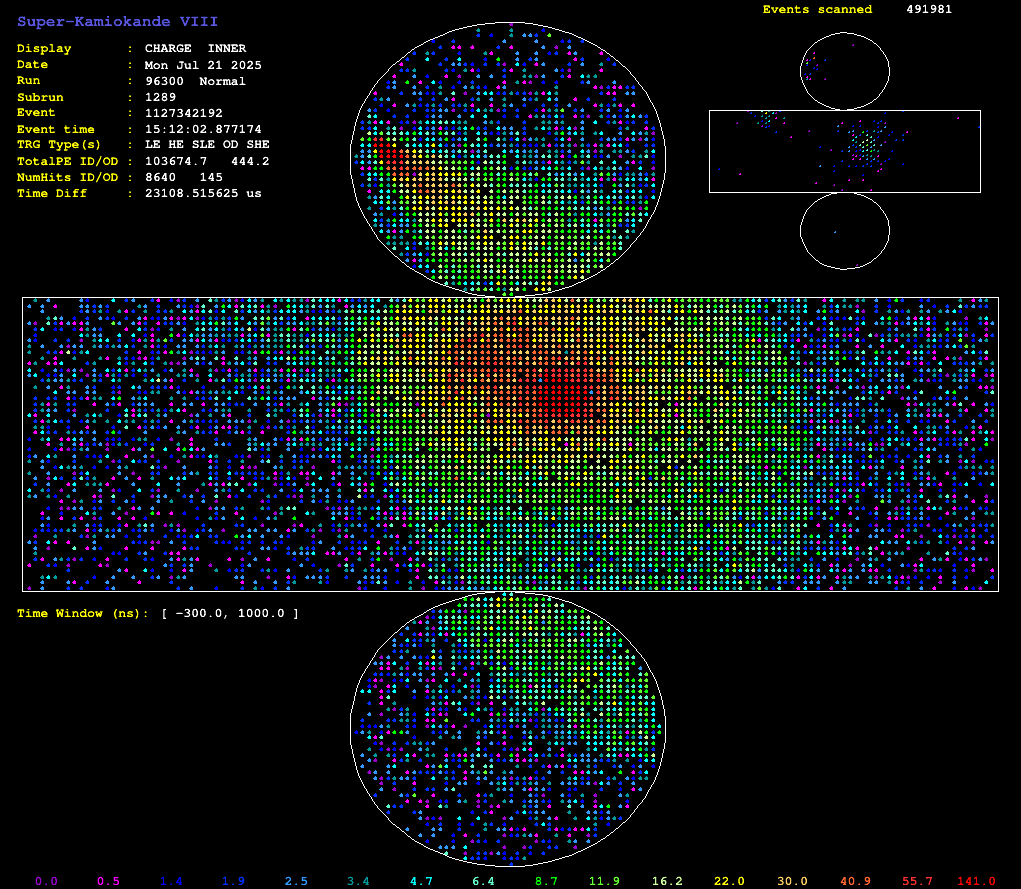 Super-Kamiokande VIII
Events scanned 491981
Display : CHARGE INNER
Date : Mon Jul 21 2025
Run : 96300 Normal
Subrun : 1289
Event : 1127342192
Event time : 15:12:02.877174
TRG Type(s) : LE HE SLE OD SHE
TotalPE ID/OD : 103674.7 444.2
NumHits ID/OD : 8640 145
Time Diff : 23108.515625 us
Time Window (ns): [ -300.0, 1000.0 ]
0.0 0.5 1.4 1.9 2.5 3.4 4.7 6.4 8.7 11.9 16.2 22.0 30.0 40.9 55.7 141.0